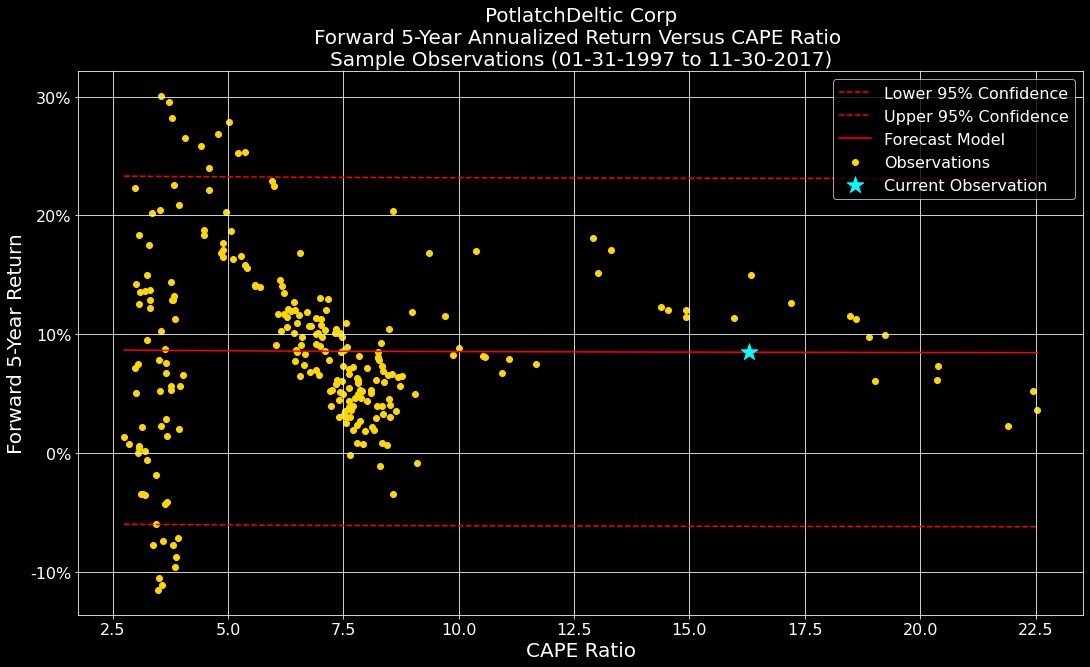 PotlatchDeltic Corp
Forward 5-Year Annualized Return Versus CAPE Ratio
Sample Observations (01-31-1997 to 11-30-2017)
Lower 95% Confidence
Upper 95% Confidence
Forecast Model
Observations
Current Observation
Forward 5-Year Return
30%
20%
10%
0%
-10%
2.5 5.0 7.5 10.0 12.5 15.0 17.5 20.0 22.5
CAPE Ratio